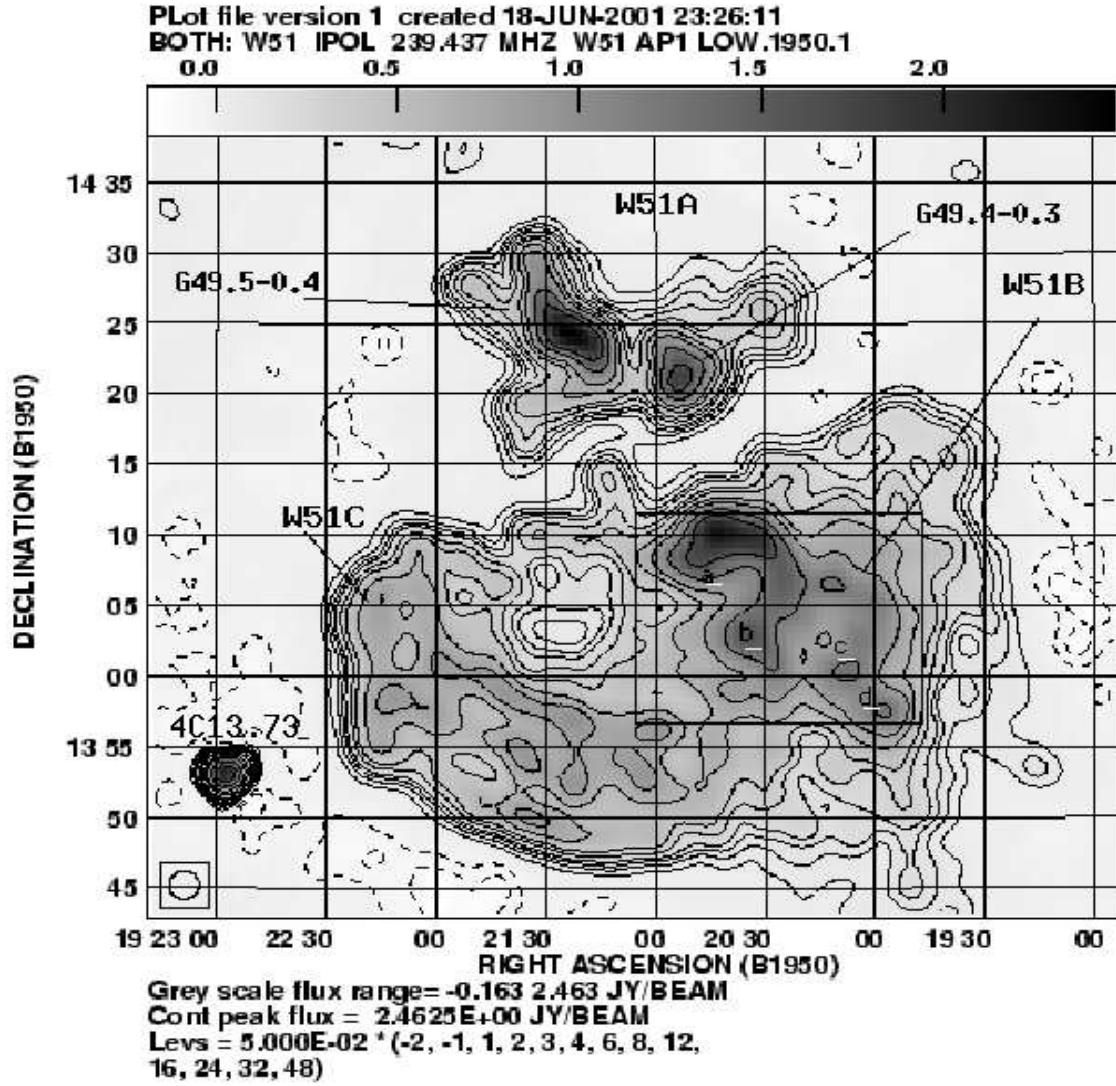 PLot file version 1 created 18-JUN-2001 23:26:11
BOTH: W51 IPOL 239.437 MHZ W51 AP1 LOW.1950.1
0.0 0.5 1.0 1.5 2.0
W51A
G49.4-0.3
G49.5-0.4
W51B
W51C
a
b
c
d
4C13.73
14 35
30
25
20
15
10
05
00
13 55
50
45
DECLINATION (B1950)
19 23 00 22 30 00 21 30 00 20 30 00 19 30 00
RIGHT ASCENSION (B1950)
Grey scale flux range= -0.163 2.463 JY/BEAM
Cont peak flux = 2.4625E+00 JY/BEAM
Levs = 5.000E-02 * (-2, -1, 1, 2, 3, 4, 6, 8, 12,
16, 24, 32, 48)